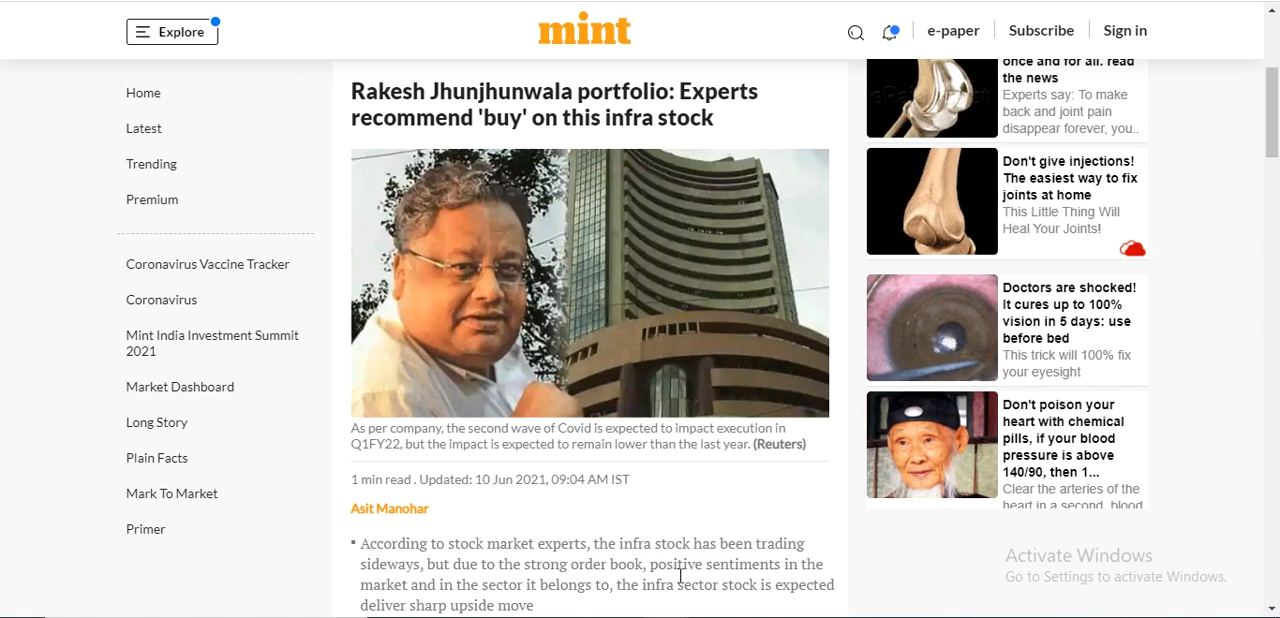 Explore
mint
e-paper
Subscribe
Sign in
Home
Latest
Trending
Premium
Coronavirus Vaccine Tracker
Coronavirus
Mint India Investment Summit
2021
Market Dashboard
Long Story
Plain Facts
Mark To Market
Primer
Rakesh Jhunjhunwala portfolio: Experts
recommend 'buy' on this infra stock
As per company, the second wave of Covid is expected to impact execution in
Q1FY22, but the impact is expected to remain lower than the last year. (Reuters)
1 min read . Updated: 10 Jun 2021, 09:04 AM IST
Asit Manohar
▪ According to stock market experts, the infra stock has been trading
sideways, but due to the strong order book, positive sentiments in the
market and in the sector it belongs to, the infra sector stock is expected
deliver sharp upside move
once and for all. read
the news
Experts say: To make
back and joint pain
disappear forever, you..
Don't give injections!
The easiest way to fix
joints at home
This Little Thing Will
Heal Your Joints!
Doctors are shocked!
It cures up to 100%
vision in 5 days: use
before bed
This trick will 100% fix
your eyesight
Don't poison your
heart with chemical
pills, if your blood
pressure is above
140/90, then 1...
Clear the arteries of the
heart in a second, blood
Activate Windows
Go to Settings to activate Windows.